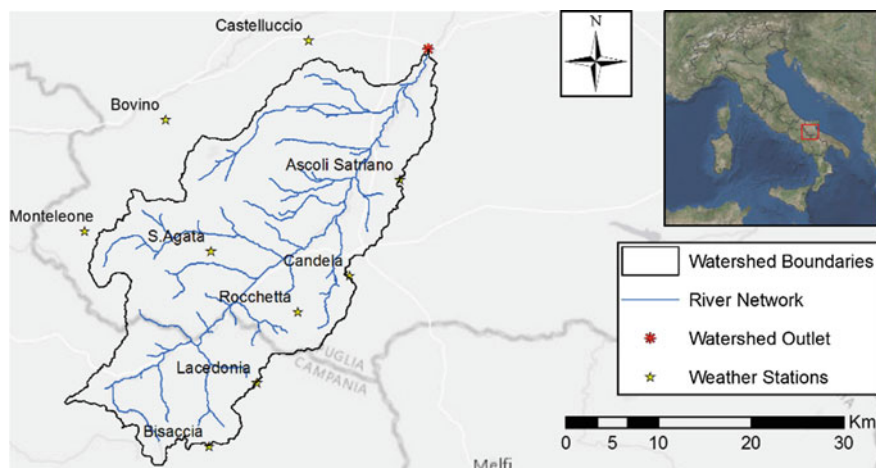 Castelluccio
N
Bovino
Ascoli Satriano
Monteleone
S.Agata
Candela
Rocchetta
PUGLIA
CAMPANIA
Lacedonia
Bisaccia
Melfi
Watershed Boundaries
River Network
Watershed Outlet
Weather Stations
Km
0 5 10 20 30